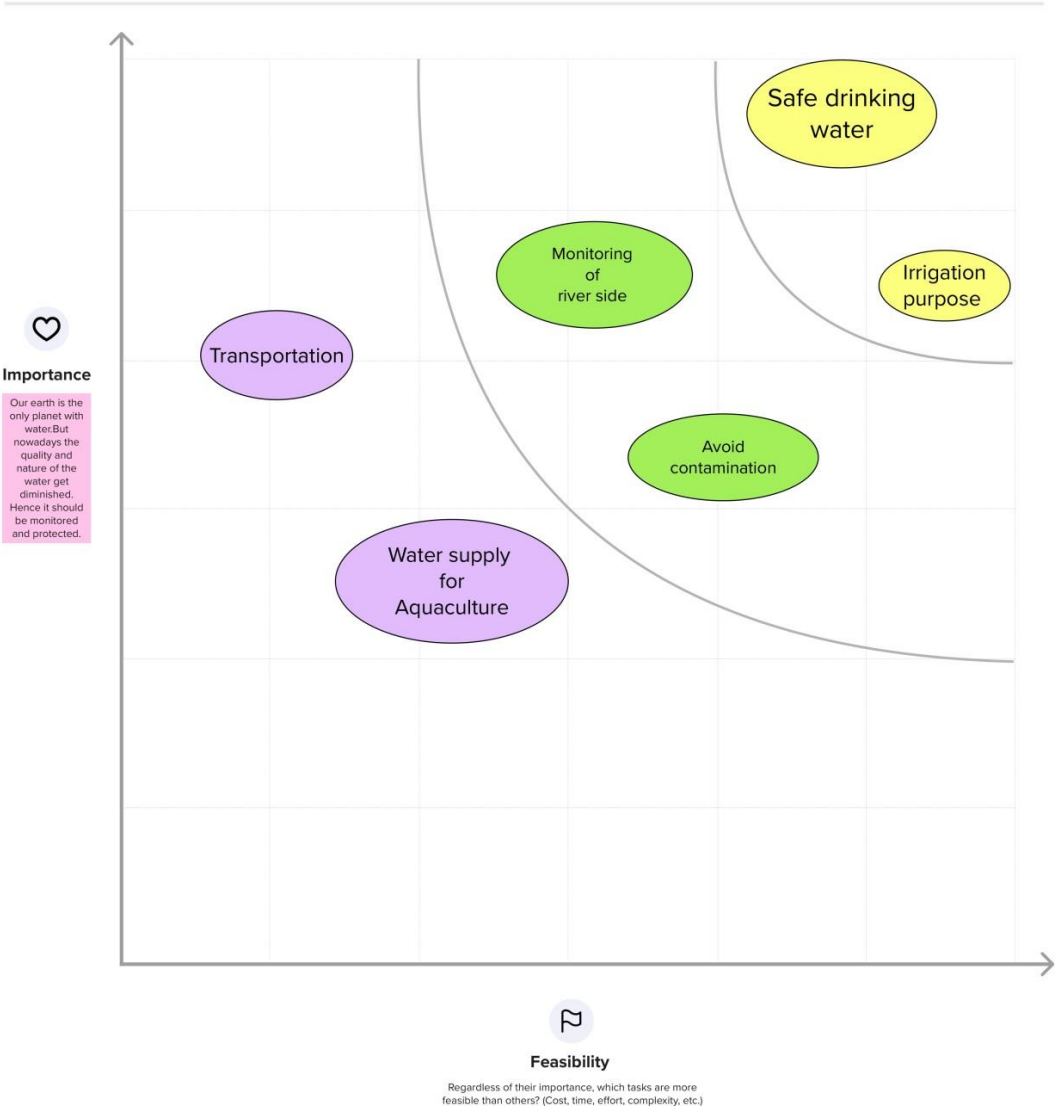 Safe drinking
water
Monitoring
of
river side
Irrigation
purpose
Transportation
Importance
Our earth is the
only planet with
water.But
nowadays the
quality and
nature of the
water get
diminished.
Hence it should
be monitored
and protected.
Avoid
contamination
Water supply
for
Aquaculture
Feasibility
Regardless of their importance, which tasks are more
feasible than others? (Cost, time, effort, complexity, etc.)